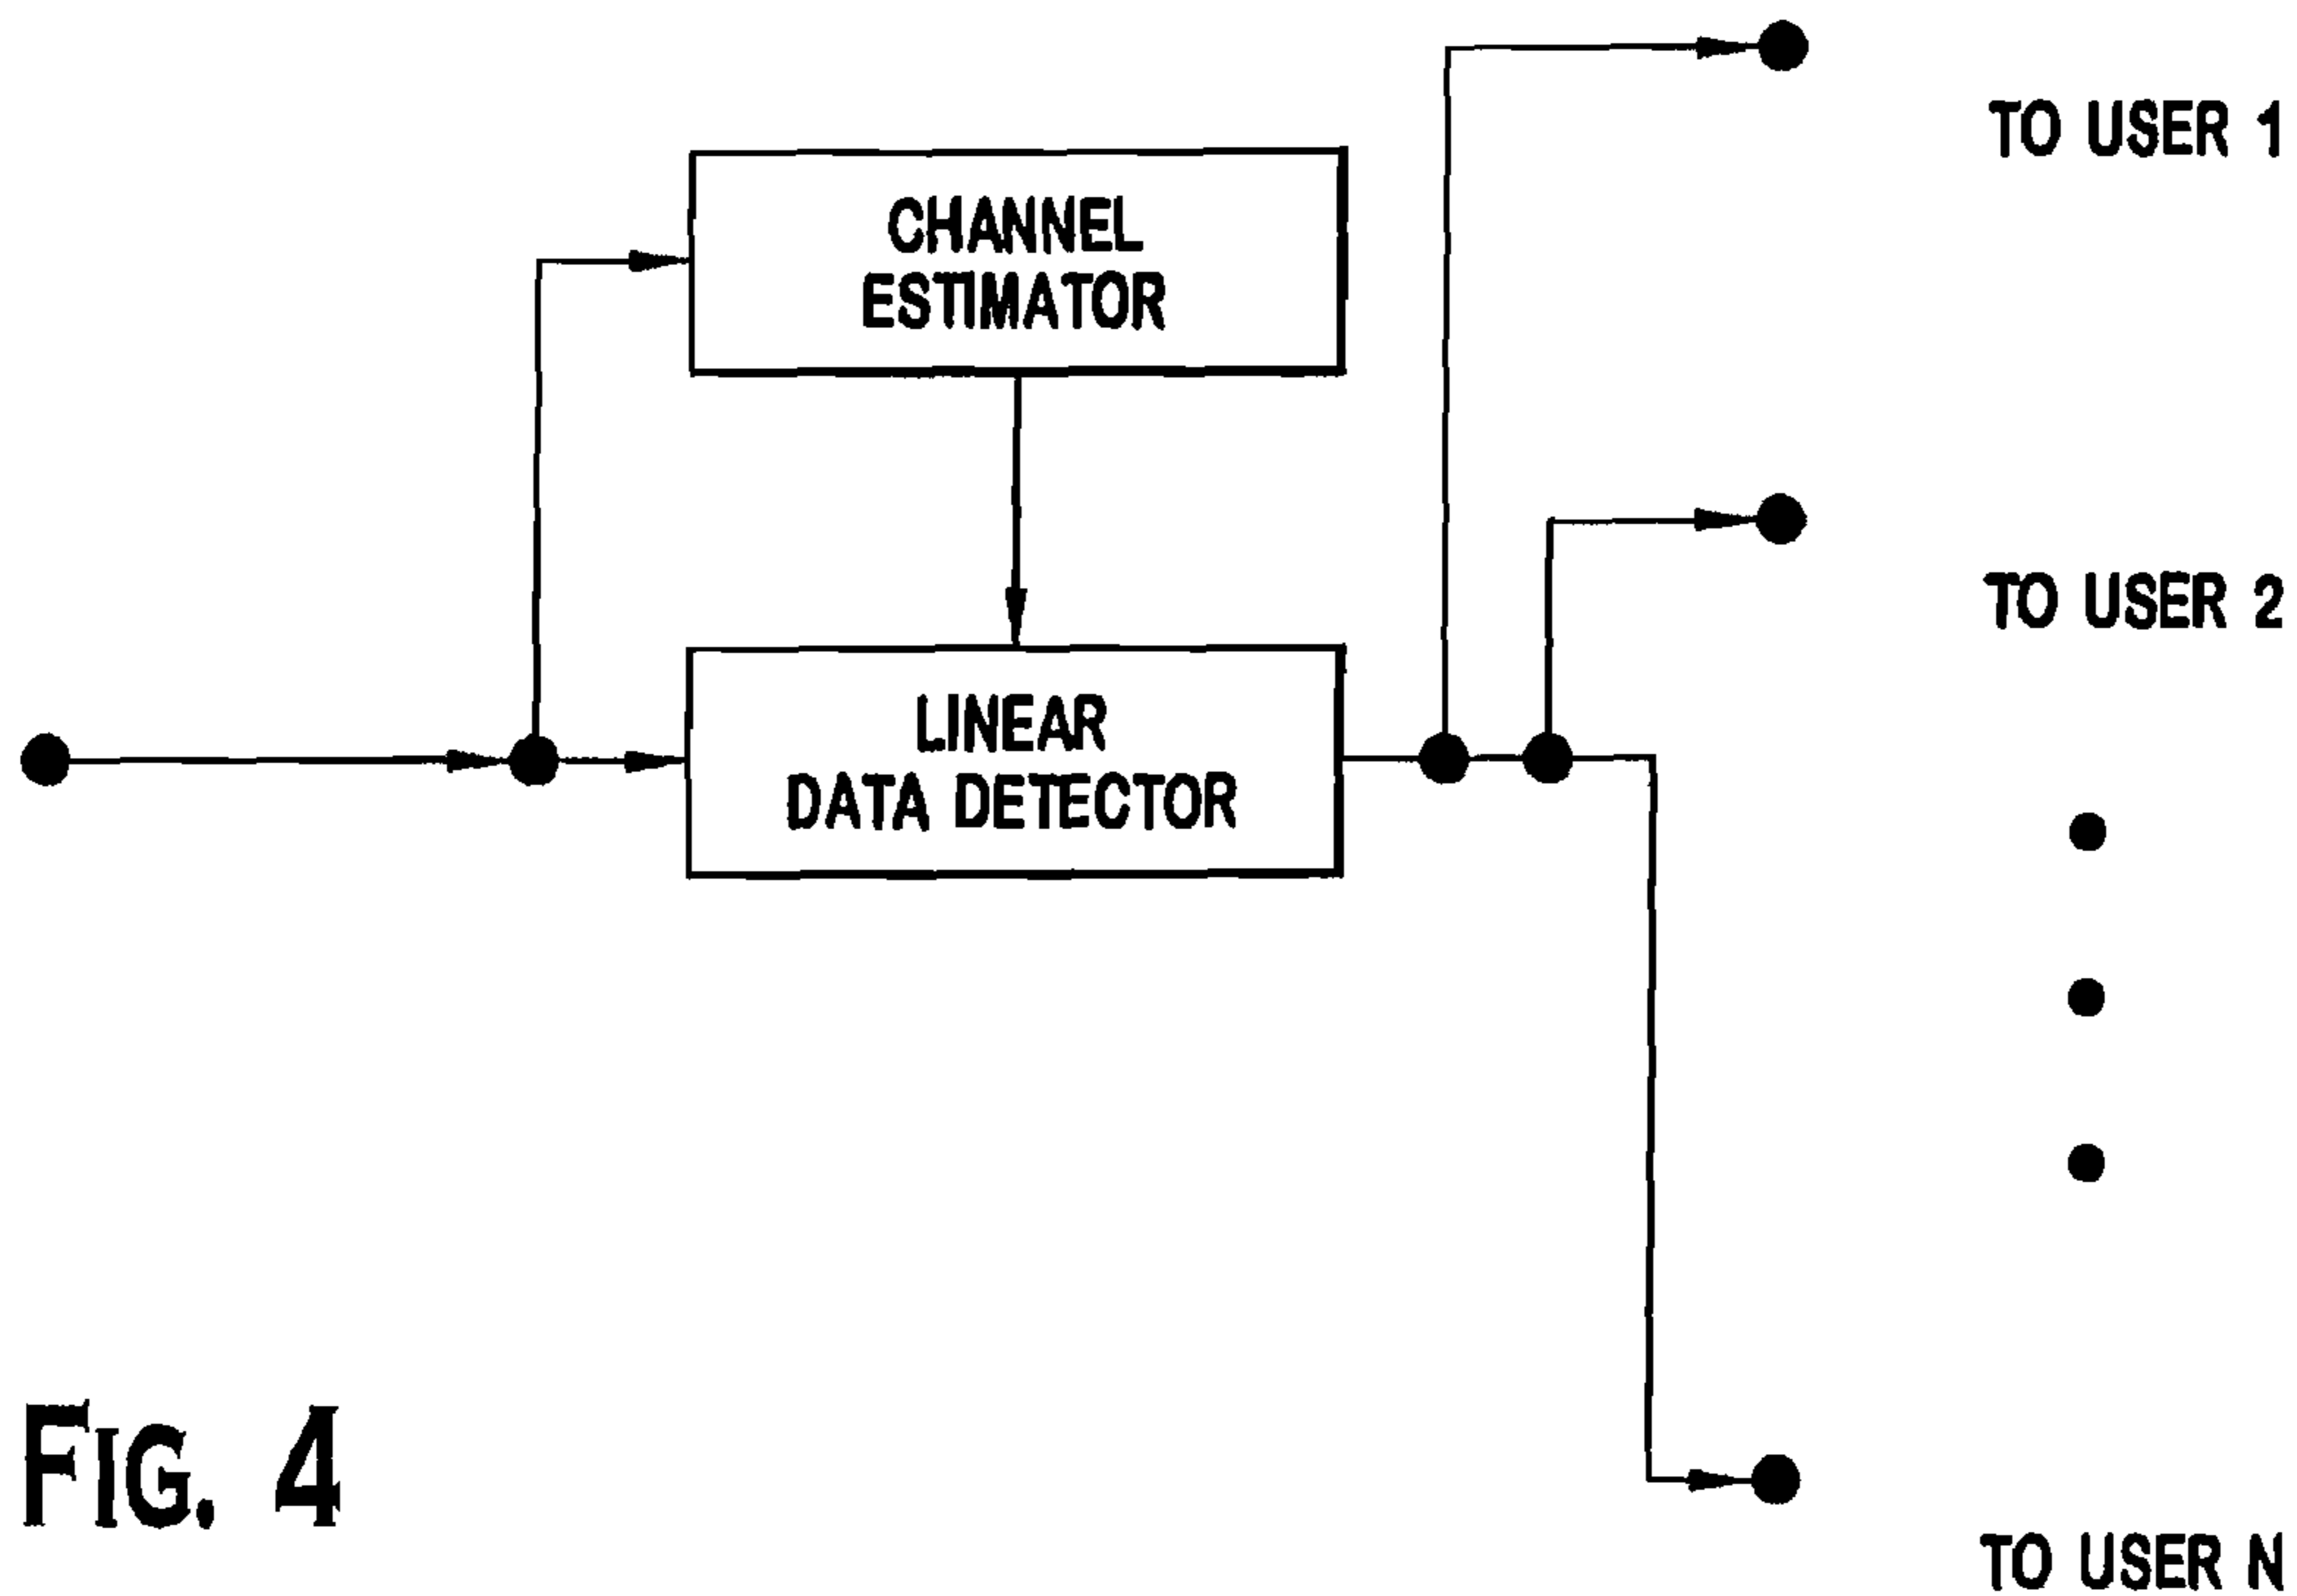 TO USER 1
CHANNEL
ESTIMATOR
TO USER 2
LINEAR
DATA DETECTOR
FIG. 4
TO USER N